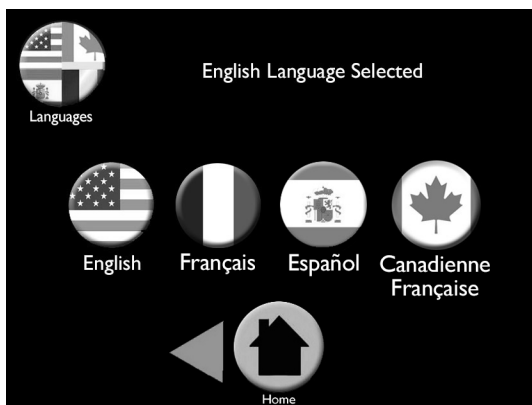 English Language Selected
Languages
English
Français
Español
Canadienne
Française
Home